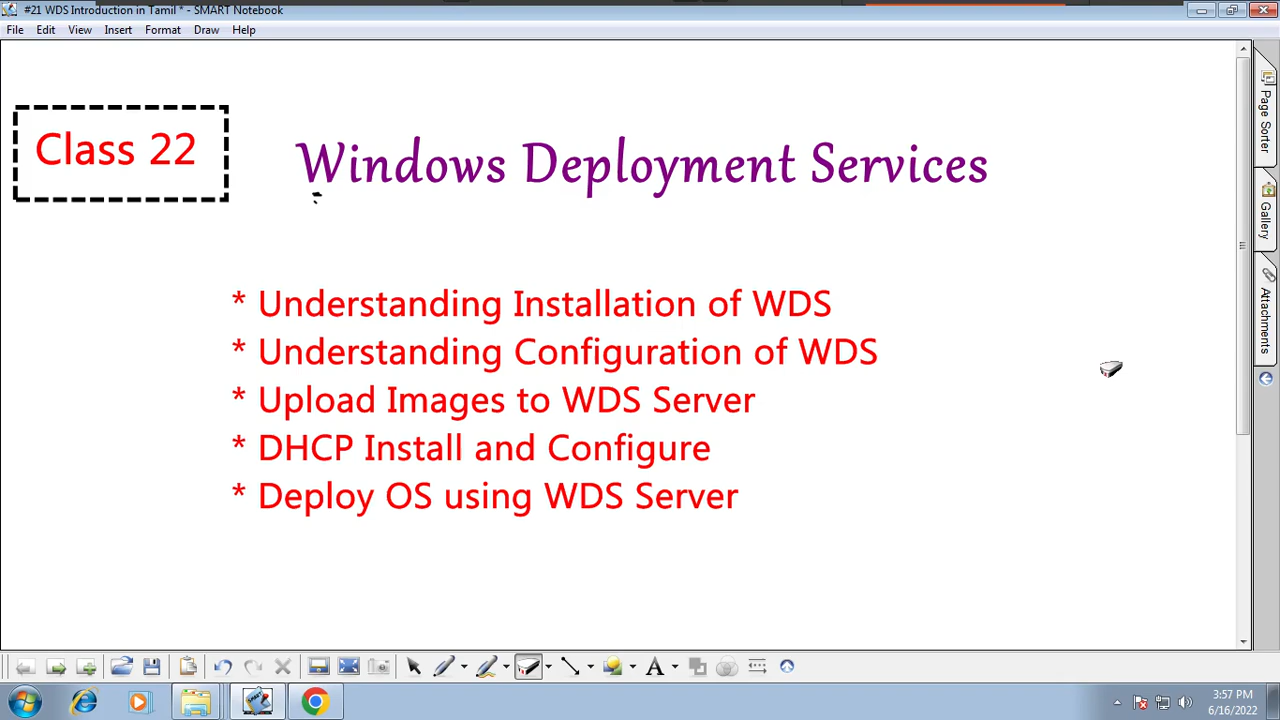 #21 WDS Introduction in Tamil * - SMART Notebook
File Edit View Insert Format Draw Help
Class 22
Windows Deployment Services
* Understanding Installation of WDS
* Understanding Configuration of WDS
* Upload Images to WDS Server
* DHCP Install and Configure
* Deploy OS using WDS Server
Page Sorter
Gallery
Attachments
A
3:57 PM
6/16/2022